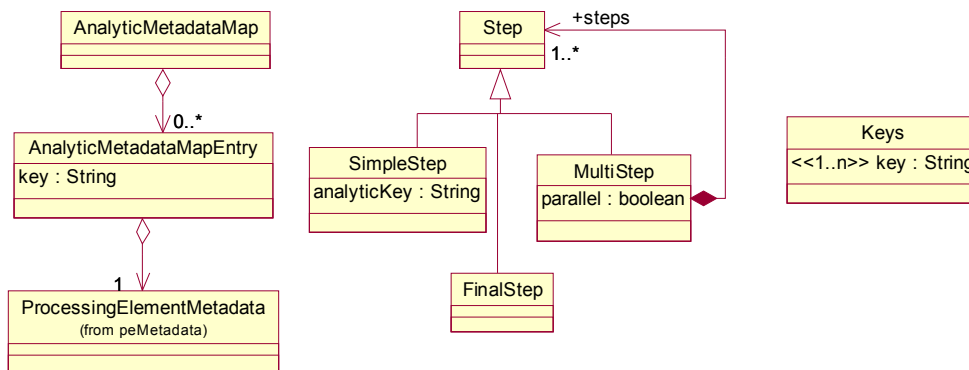 AnalyticMetadataMap
0..*
AnalyticMetadataMapEntry
key : String
1
ProcessingElementMetadata
(from peMetadata)
Step
+steps
1..*
SimpleStep
analyticKey : String
MultiStep
parallel : boolean
FinalStep
Keys
<<1..n>> key : String